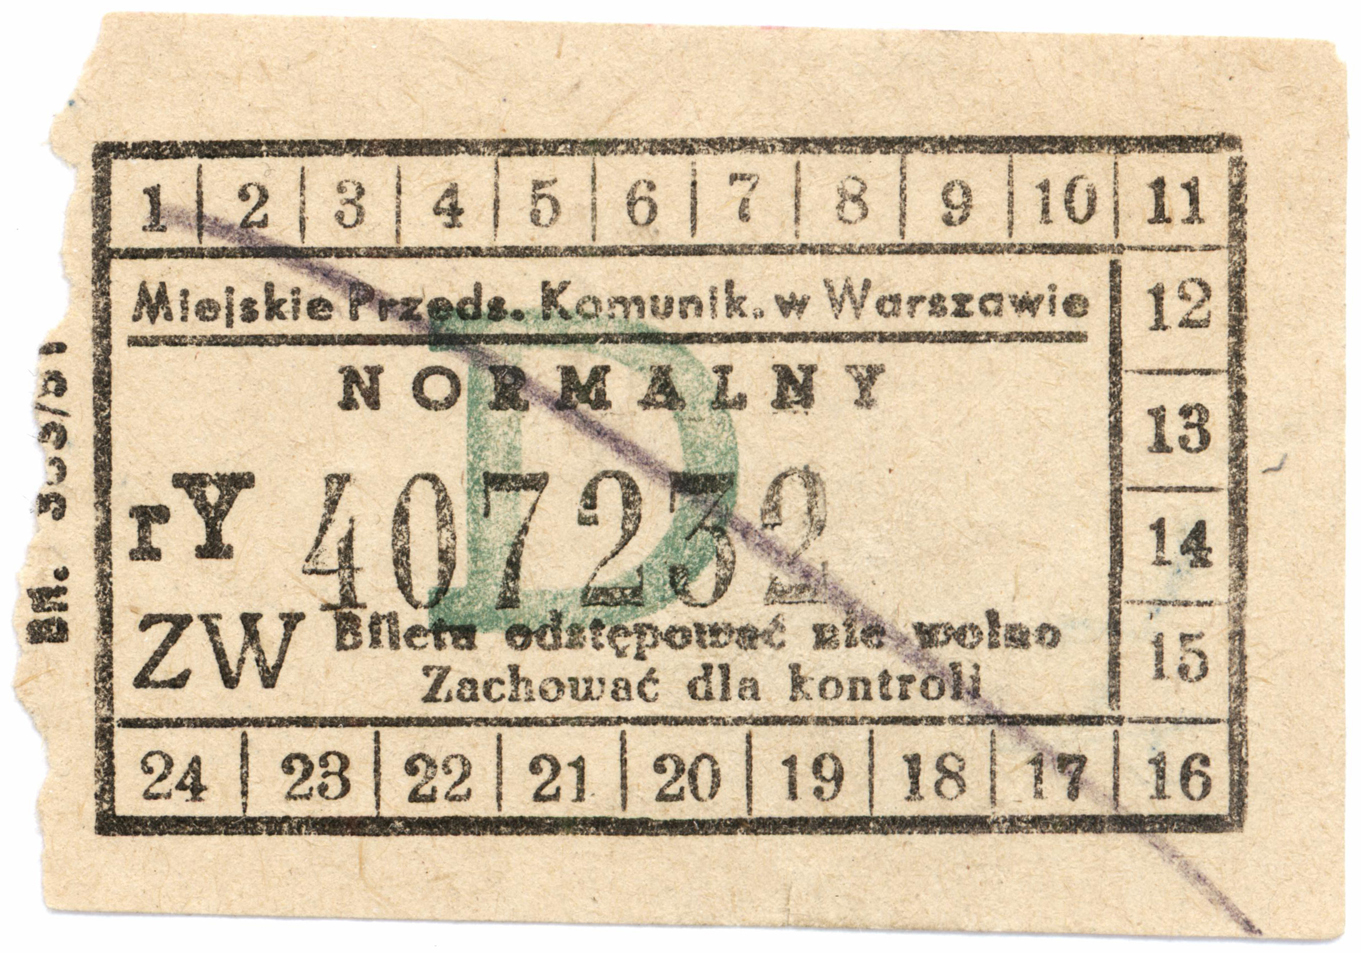 1 2 3 4 5 6 7 8 9 10 11
Miejskie Przeds. Komunik. w Warszawie
12
NORMALNY
13
rY 407232
D
14
ZW
Biletu odstępować nie wolno
Zachować dla kontroli
15
24 23 22 21 20 19 18 17 16